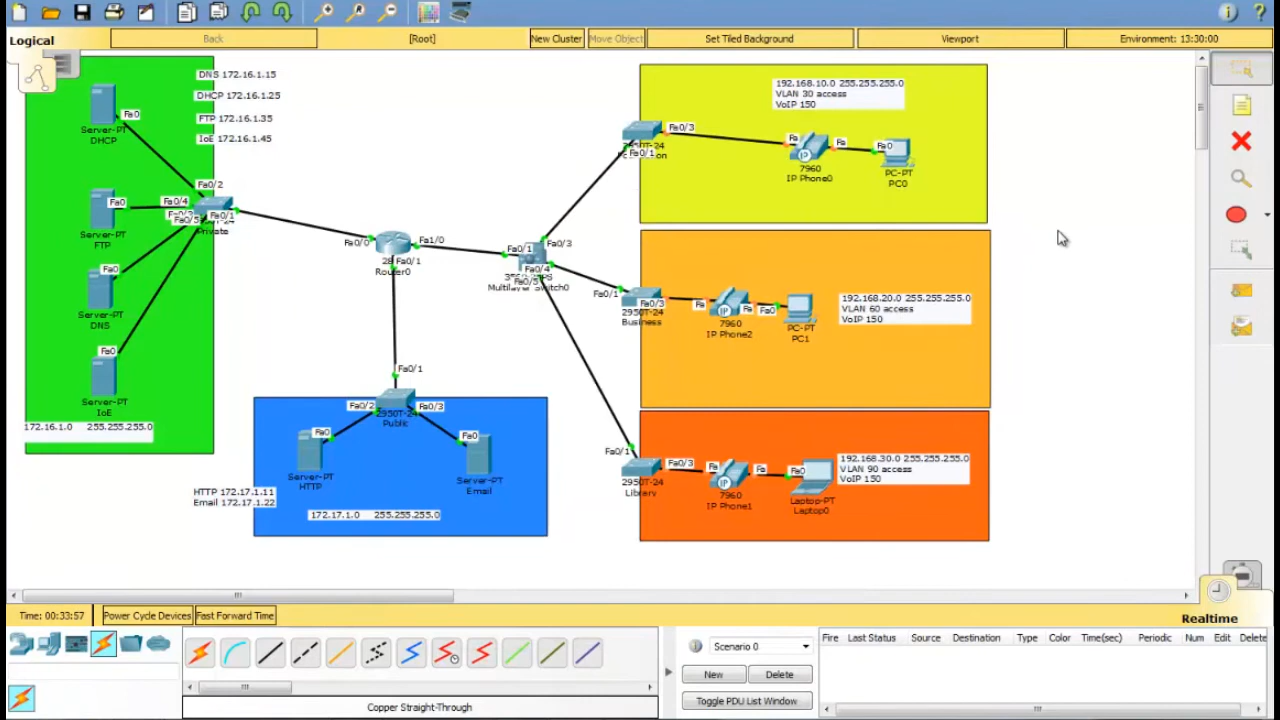 Logical
Back
[Root]
New Cluster
Move Object
Set Tiled Background
Viewport
Environment: 13:30:00
DNS 172.16.1.15
DHCP 172.16.1.25
FTP 172.16.1.35
IoE 172.16.1.45
Fa0
Server-PT
DHCP
Fa0/2
Fa0
Fa0/4
Fa0/1
Private
Server-PT
FTP
Fa0
Server-PT
DNS
Fa0
Server-PT
IoE
172.16.1.0 255.255.255.0
Fa0/0
Fa1/0
Fa0/1
Router0
Fa0/1
Fa0/3
Fa0/4
Multilayer Switch0
Fa0/1
Fa0/2
Fa0/3
2950T-24
Public
Fa0
Server-PT
HTTP
Fa0
Server-PT
Email
HTTP 172.17.1.11
Email 172.17.1.22
172.17.1.0 255.255.255.0
192.168.10.0 255.255.255.0
VLAN 30 access
VoIP 150
Fa0/3
Fa0/1
Fa
Fa
IP
7960
IP Phone0
Fa0
PC-PT
PC0
Fa0/1
Fa0/3
2950T-24
Business
Fa
Fa
IP
7960
IP Phone2
Fa0
PC-PT
PC1
192.168.20.0 255.255.255.0
VLAN 60 access
VoIP 150
Fa0/1
Fa0/3
2950T-24
Library
Fa
Fa
IP
7960
IP Phone1
Fa0
Laptop-PT
Laptop0
192.168.30.0 255.255.255.0
VLAN 90 access
VoIP 150
Time: 00:33:57
Power Cycle Devices
Fast Forward Time
Realtime
Scenario 0
New
Delete
Toggle PDU List Window
Fire
Last Status
Source
Destination
Type
Color
Time(sec)
Periodic
Num
Edit
Delete
Copper Straight-Through